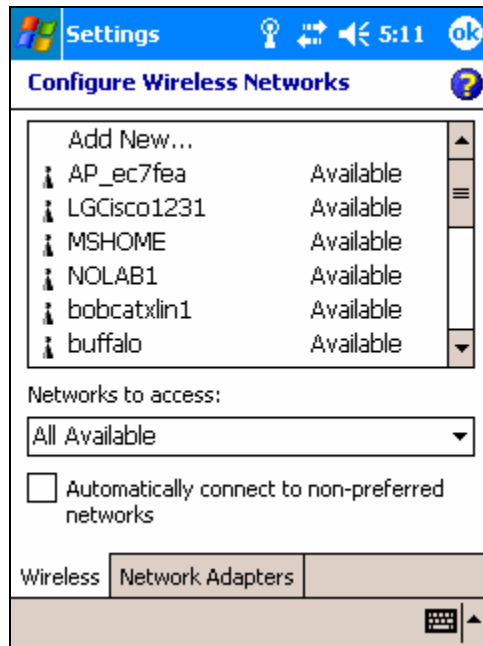 Settings 5:11 ok
Configure Wireless Networks ?
Add New...
AP_ec7fea Available
LGCisco1231 Available
MSHOME Available
NOLAB1 Available
bobcatxlin1 Available
buffalo Available
Networks to access:
All Available
Automatically connect to non-preferred
networks
Wireless Network Adapters